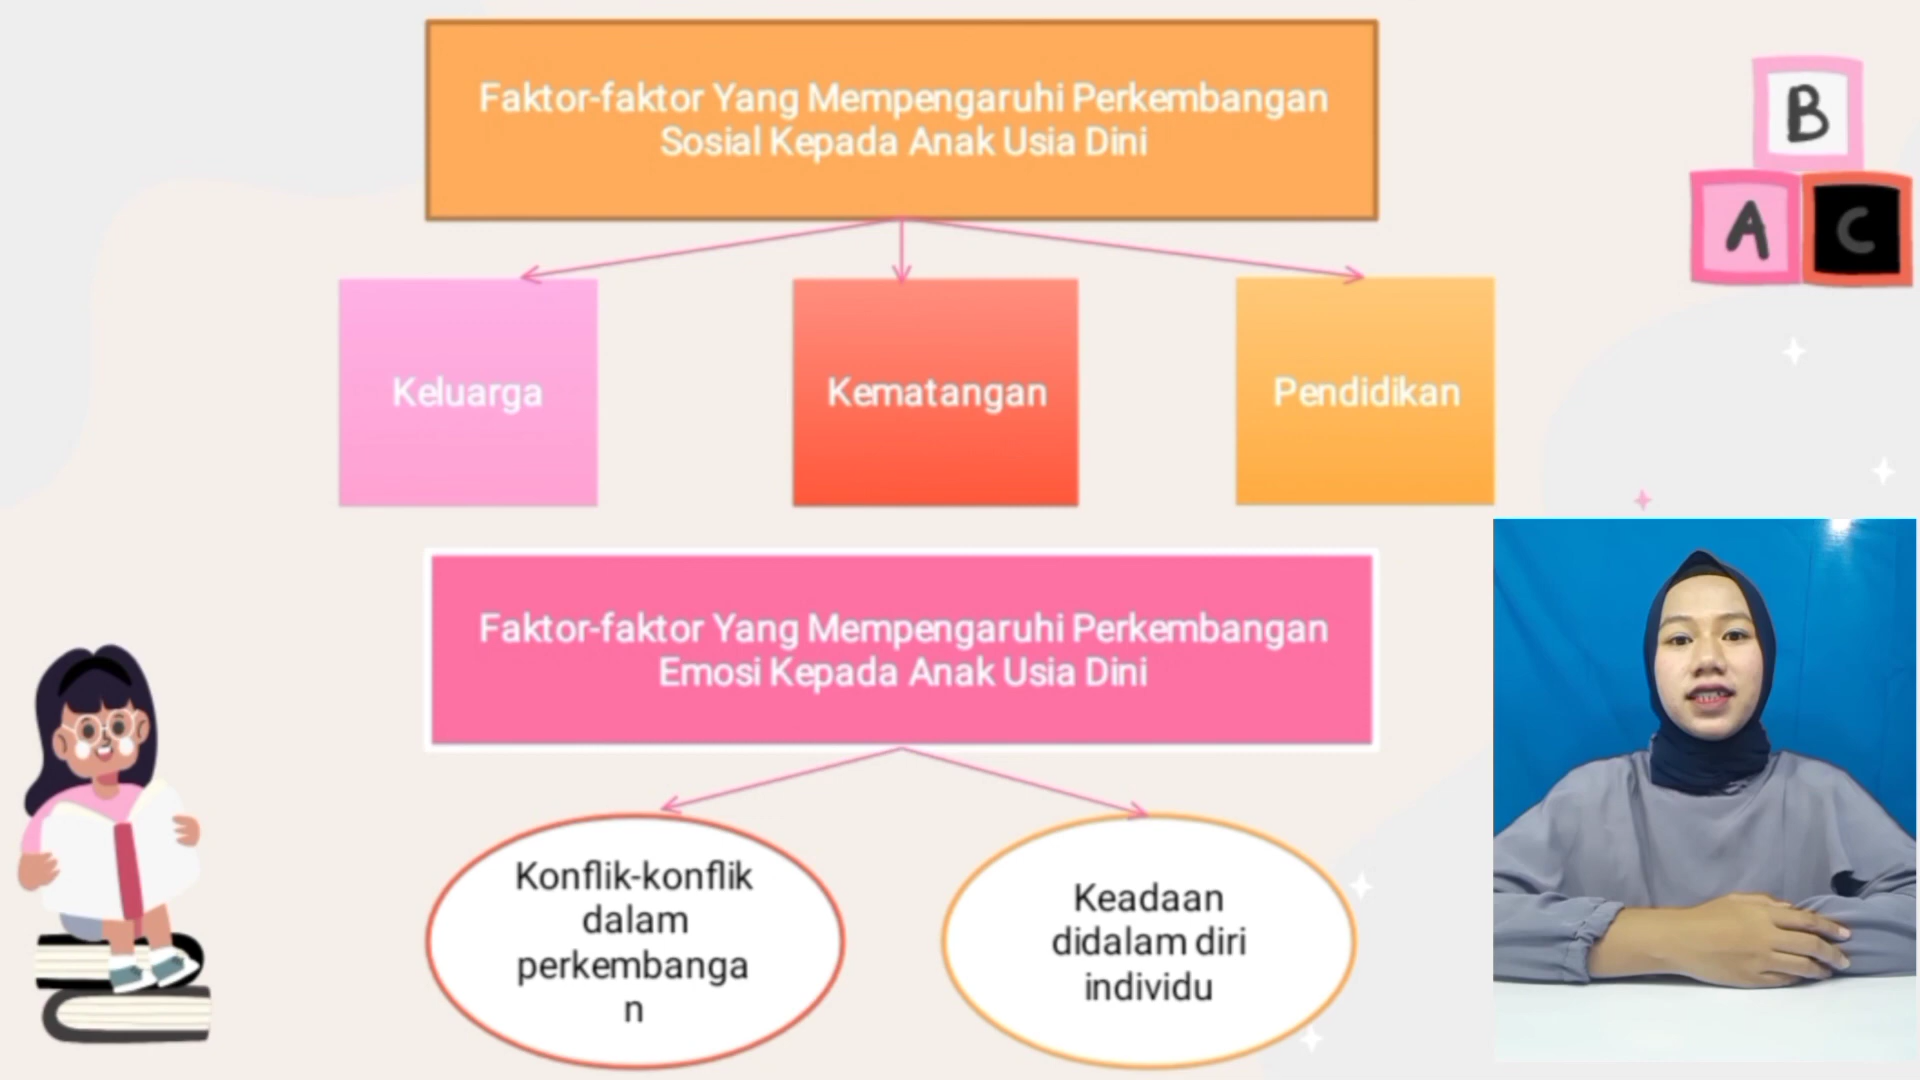 Faktor-faktor Yang Mempengaruhi Perkembangan
Sosial Kepada Anak Usia Dini
B
A
C
Keluarga
Kematangan
Pendidikan
Faktor-faktor Yang Mempengaruhi Perkembangan
Emosi Kepada Anak Usia Dini
Konflik-konflik
dalam
perkembanga
n
Keadaan
didalam diri
individu